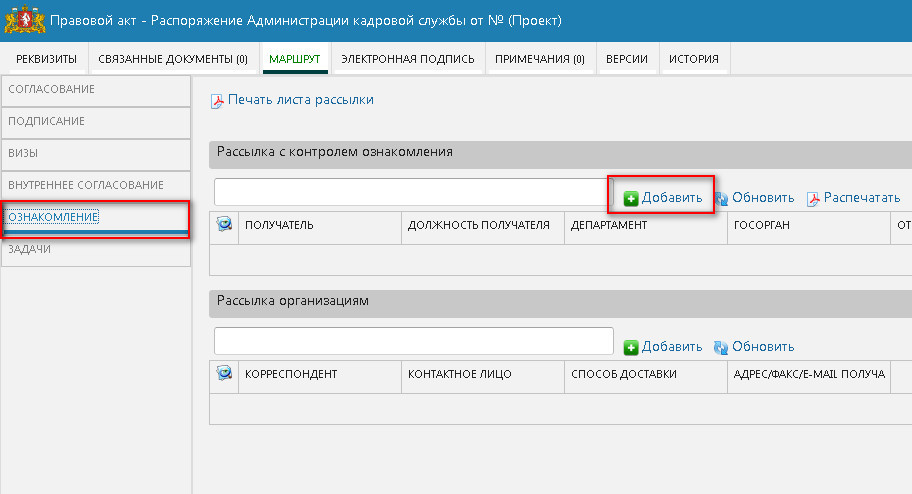 Правовой акт - Распоряжение Администрации кадровой службы от № (Проект)
РЕКВИЗИТЫ СВЯЗАННЫЕ ДОКУМЕНТЫ (0) МАРШРУТ ЭЛЕКТРОННАЯ ПОДПИСЬ ПРИМЕЧАНИЯ (0) ВЕРСИИ ИСТОРИЯ
СОГЛАСОВАНИЕ
ПОДПИСАНИЕ
ВИЗЫ
ВНУТРЕННЕЕ СОГЛАСОВАНИЕ
ОЗНАКОМЛЕНИЕ
ЗАДАЧИ
Печать листа рассылки
Рассылка с контролем ознакомления
Добавить Обновить Распечатать
ПОЛУЧАТЕЛЬ ДОЛЖНОСТЬ ПОЛУЧАТЕЛЯ ДЕПАРТАМЕНТ ГОСОРГАН ОТ
Рассылка организациям
Добавить Обновить
КОРРЕСПОНДЕНТ КОНТАКТНОЕ ЛИЦО СПОСОБ ДОСТАВКИ АДРЕС/ФАКС/E-MAIL ПОЛУЧА